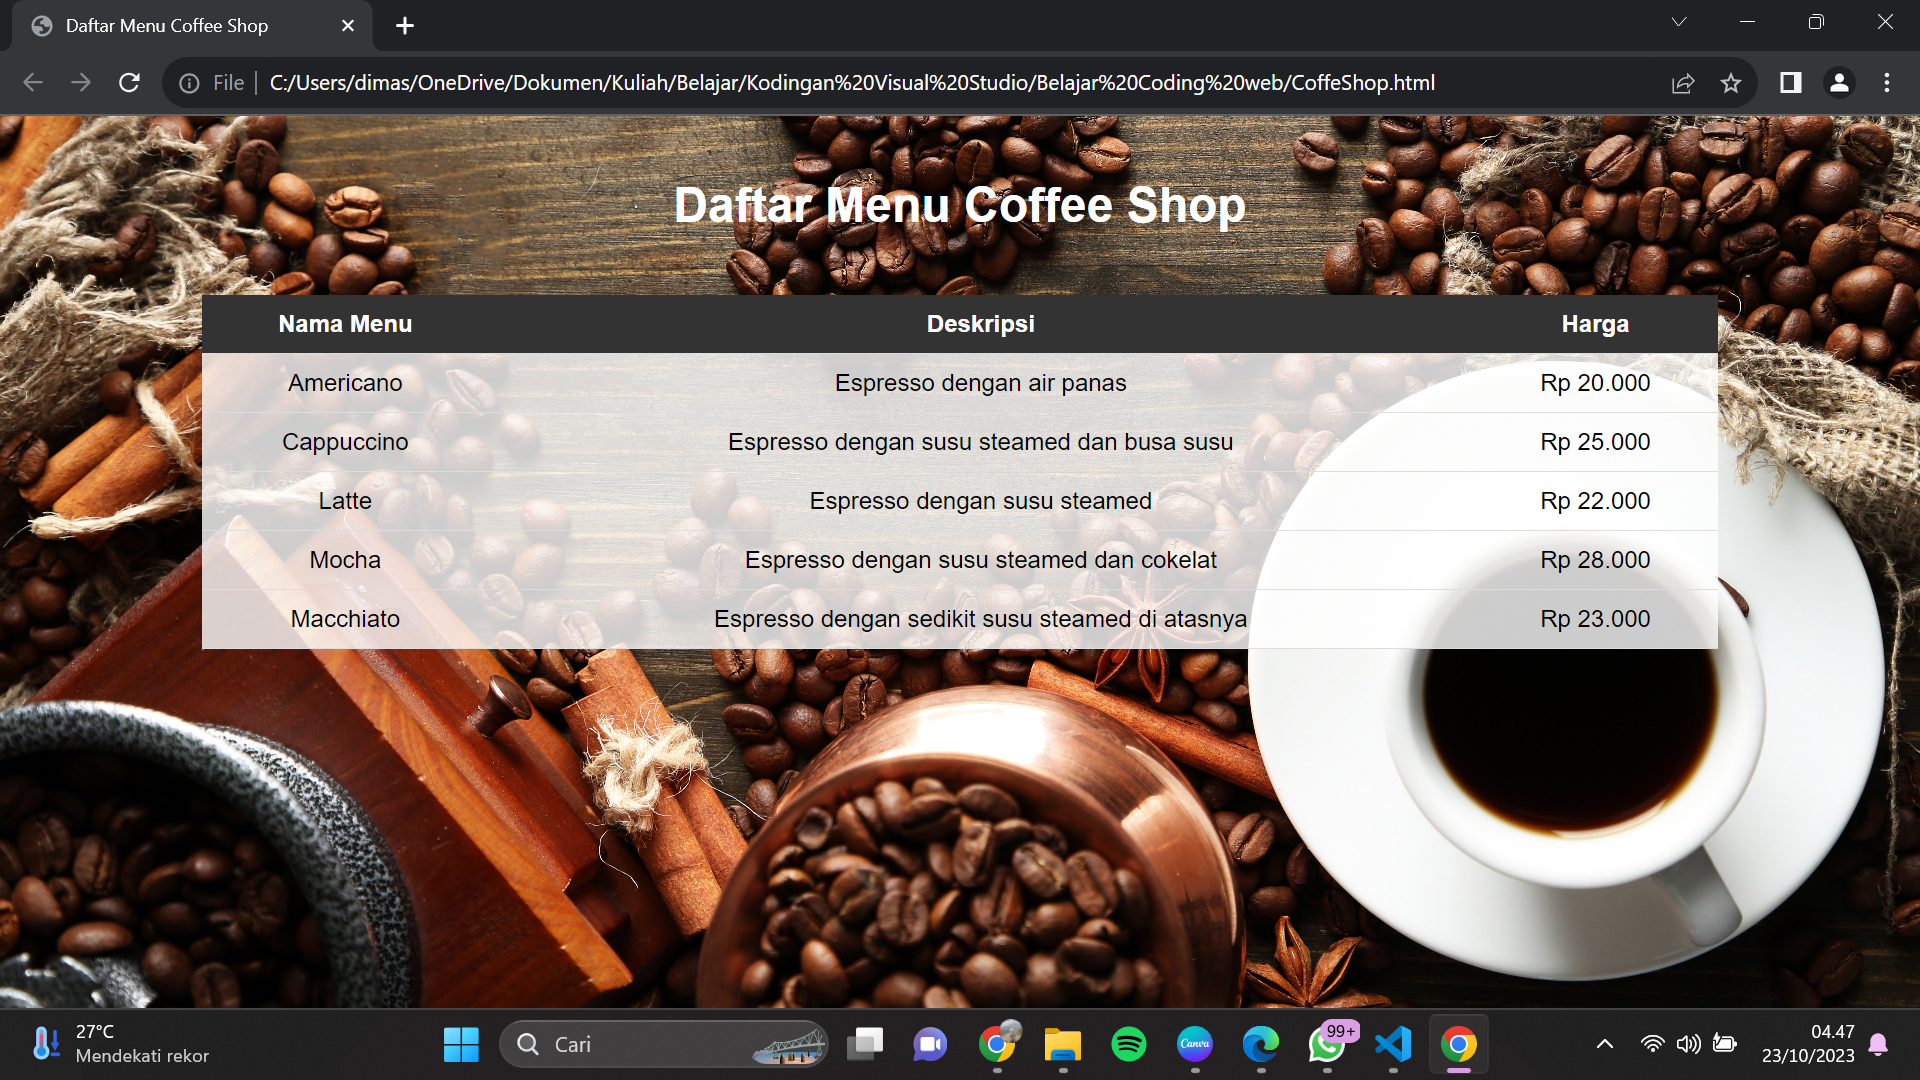 Daftar Menu Coffee Shop
File
C:/Users/dimas/OneDrive/Dokumen/Kuliah/Belajar/Kodingan%20Visual%20Studio/Belajar%20Coding%20web/CoffeShop.html
Daftar Menu Coffee Shop
Nama Menu Deskripsi Harga
Americano Espresso dengan air panas Rp 20.000
Cappuccino Espresso dengan susu steamed dan busa susu Rp 25.000
Latte Espresso dengan susu steamed Rp 22.000
Mocha Espresso dengan susu steamed dan cokelat Rp 28.000
Macchiato Espresso dengan sedikit susu steamed di atasnya Rp 23.000
27°C
Mendekati rekor
Cari
Canva
99+
04.47
23/10/2023